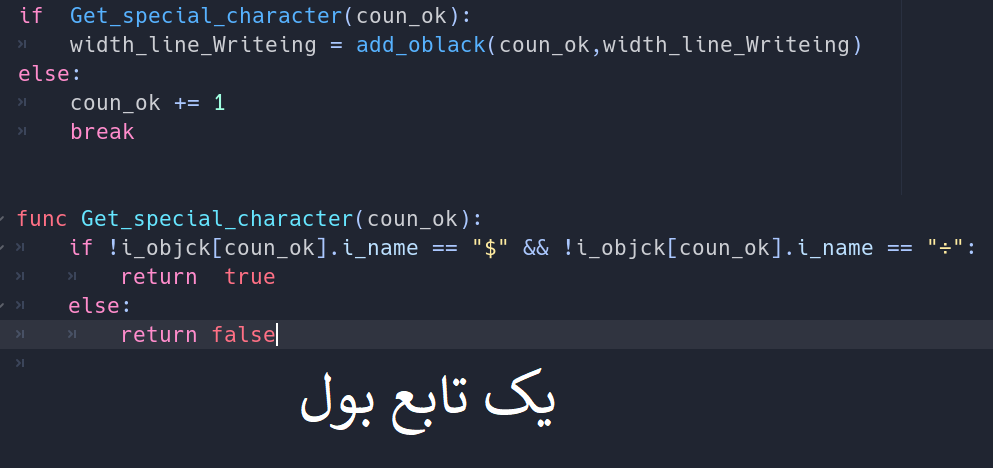 if  Get_special_character(coun_ok):
width_line_Writeing = add_oblack(coun_ok,width_line_Writeing)
else:
coun_ok += 1
break
func Get_special_character(coun_ok):
if !i_objck[coun_ok].i_name == "$" && !i_objck[coun_ok].i_name == "÷":
return  true
else:
return false
یک تابع بول